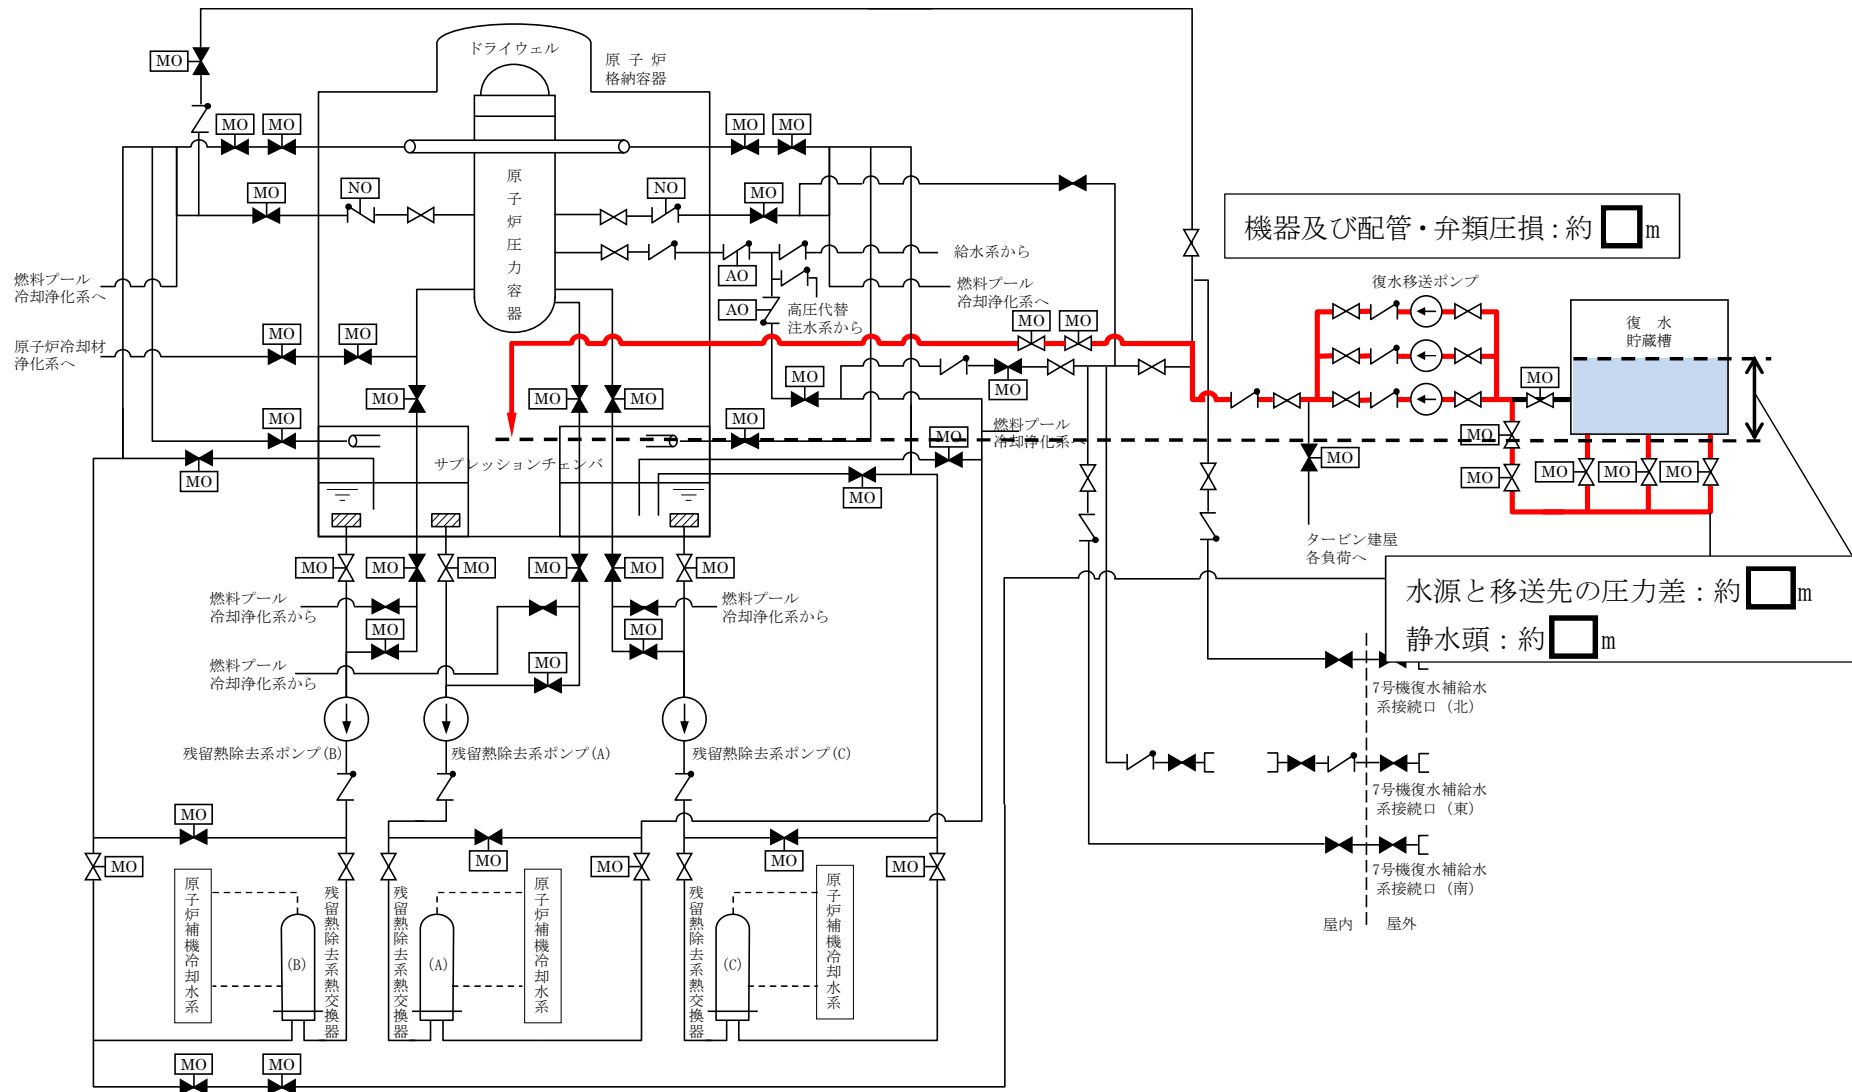 ドライウェル
原 子 炉
格納容器
MO
MO
MO
MO
MO
MO
NO
NO
MO
原子炉圧力容器
機器及び配管・弁類圧損：約 m
給水系から
AO
燃料プール
冷却浄化系へ
燃料プール
冷却浄化系へ
高圧代替
注水系から
AO
復水移送ポンプ
復 水
貯蔵槽
MO
MO
原子炉冷却材
浄化系へ
MO
MO
MO
MO
MO
MO
MO
MO
MO
燃料プール
冷却浄化系へ
MO
MO
MO
MO
サプレッションチェンバ
MO
MO
MO
MO
MO
MO
MO
MO
タービン建屋
各負荷へ
MO
MO
MO
MO
MO
MO
燃料プール
冷却浄化系から
燃料プール
冷却浄化系から
水源と移送先の圧力差：約 m
静水頭：約 m
MO
MO
燃料プール
冷却浄化系から
MO
7号機復水補給水
系接続口（北）
残留熱除去系ポンプ(B)
残留熱除去系ポンプ(A)
残留熱除去系ポンプ(C)
7号機復水補給水
系接続口（東）
MO
MO
MO
MO
MO
MO
7号機復水補給水
系接続口（南）
原子炉補機冷却水系
(B)
残留熱除去系熱交換器
残留熱除去系熱交換器
(A)
原子炉補機冷却水系
残留熱除去系熱交換器
(C)
原子炉補機冷却水系
屋内
屋外
MO
MO